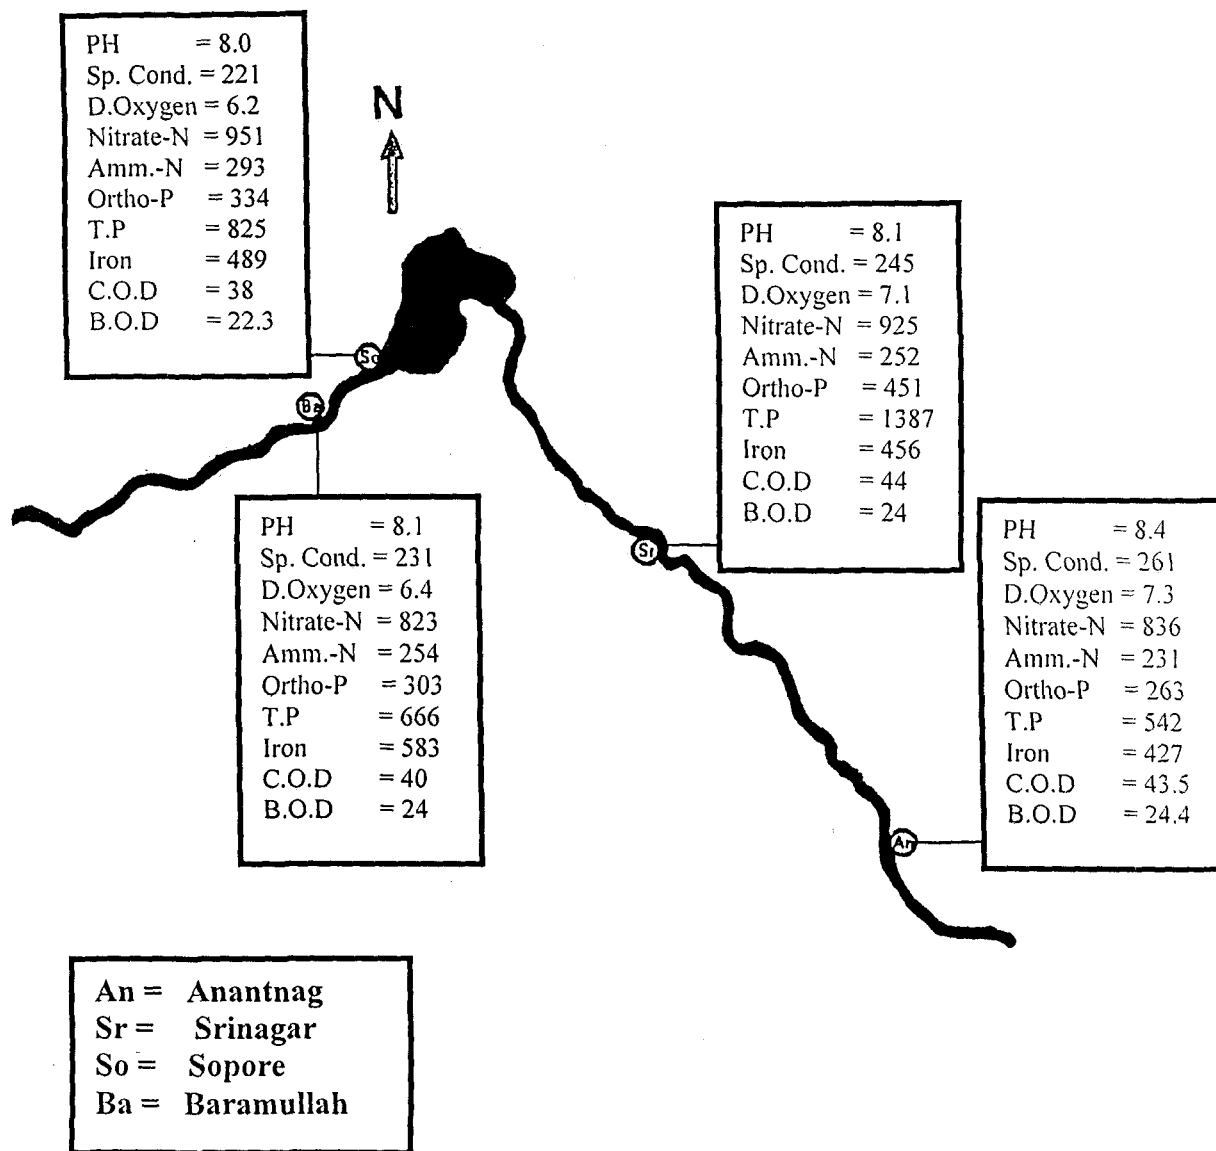 PH = 8.0
Sp. Cond. = 221
D.Oxygen = 6.2
Nitrate-N = 951
Amm.-N = 293
Ortho-P = 334
T.P = 825
Iron = 489
C.O.D = 38
B.O.D = 22.3
N
So
Ba
PH = 8.1
Sp. Cond. = 245
D.Oxygen = 7.1
Nitrate-N = 925
Amm.-N = 252
Ortho-P = 451
T.P = 1387
Iron = 456
C.O.D = 44
B.O.D = 24
Sr
PH = 8.1
Sp. Cond. = 231
D.Oxygen = 6.4
Nitrate-N = 823
Amm.-N = 254
Ortho-P = 303
T.P = 666
Iron = 583
C.O.D = 40
B.O.D = 24
PH = 8.4
Sp. Cond. = 261
D.Oxygen = 7.3
Nitrate-N = 836
Amm.-N = 231
Ortho-P = 263
T.P = 542
Iron = 427
C.O.D = 43.5
B.O.D = 24.4
An
An = Anantnag
Sr = Srinagar
So = Sopore
Ba = Baramullah